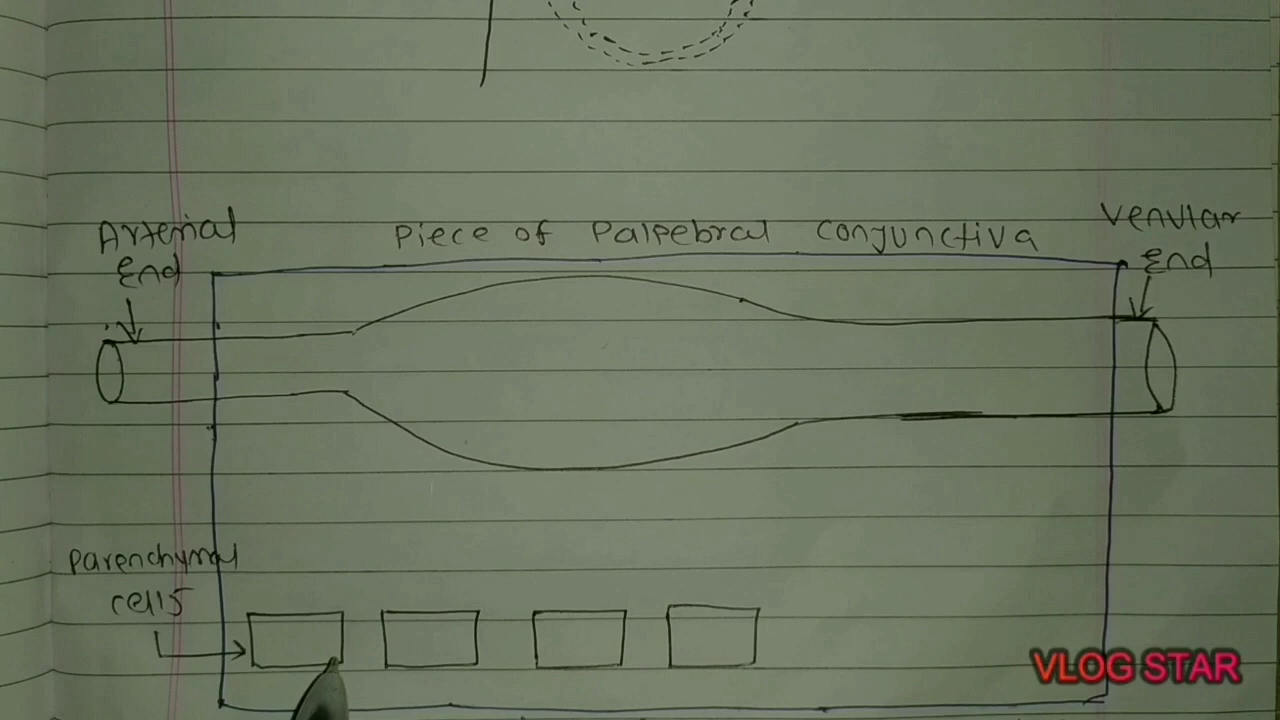 Arterial
End
Piece of Palpebral Conjunctiva
Venular
End
Parenchymal
cells
VLOG STAR